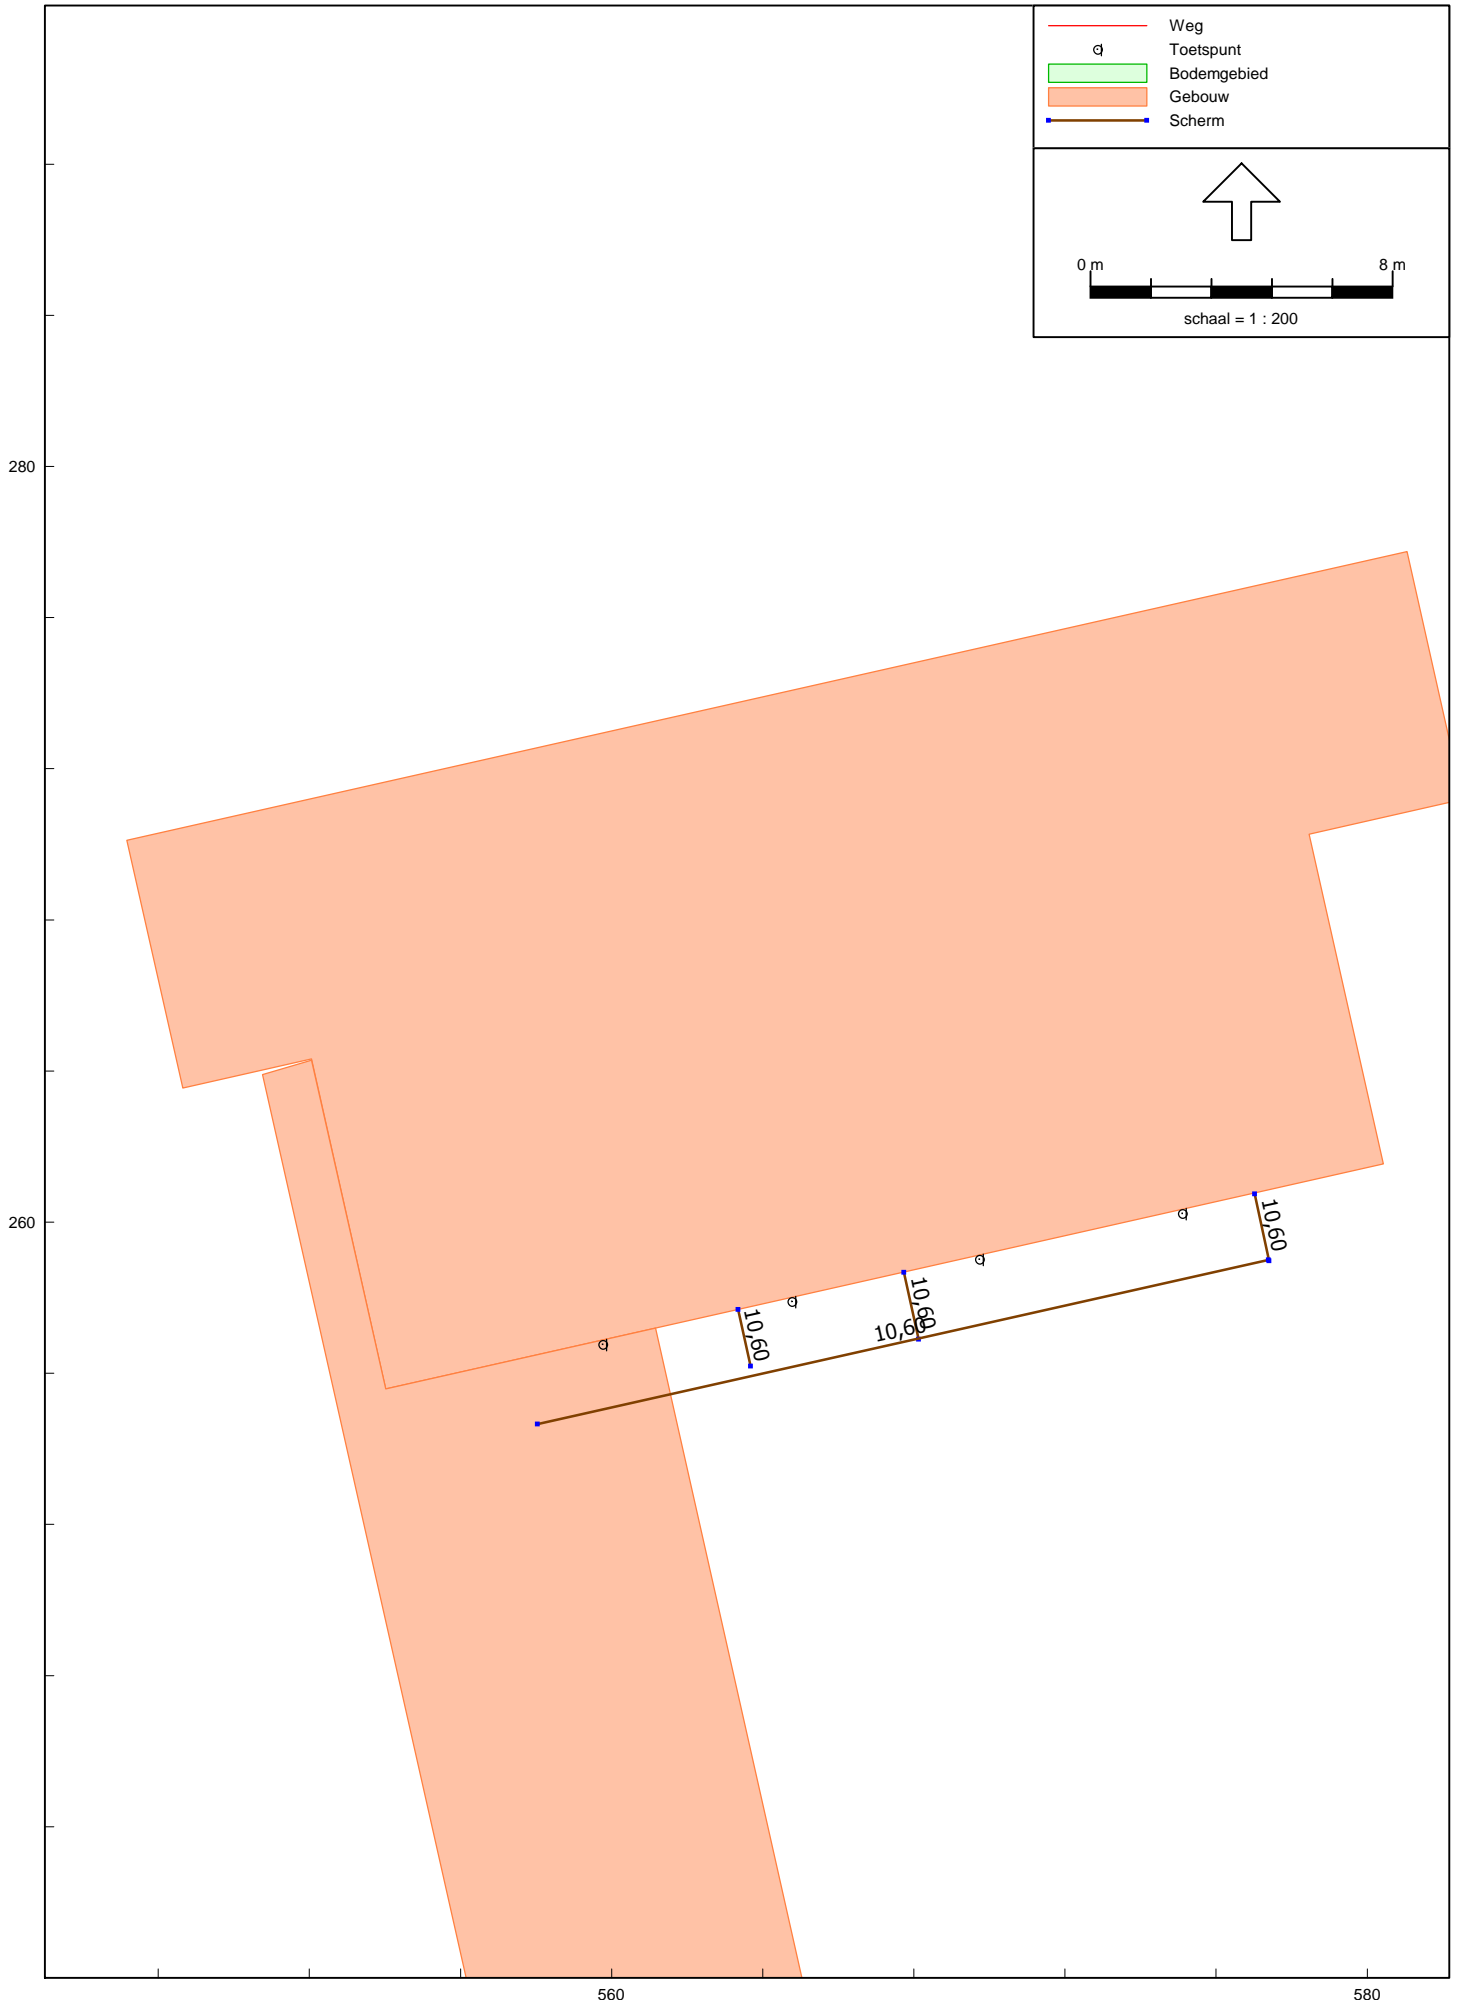 Weg
Toetspunt
Bodemgebied
Gebouw
Scherm
0 m 8 m
schaal = 1 : 200
280
260
10,60
10,60
10,60
10,60
560 580